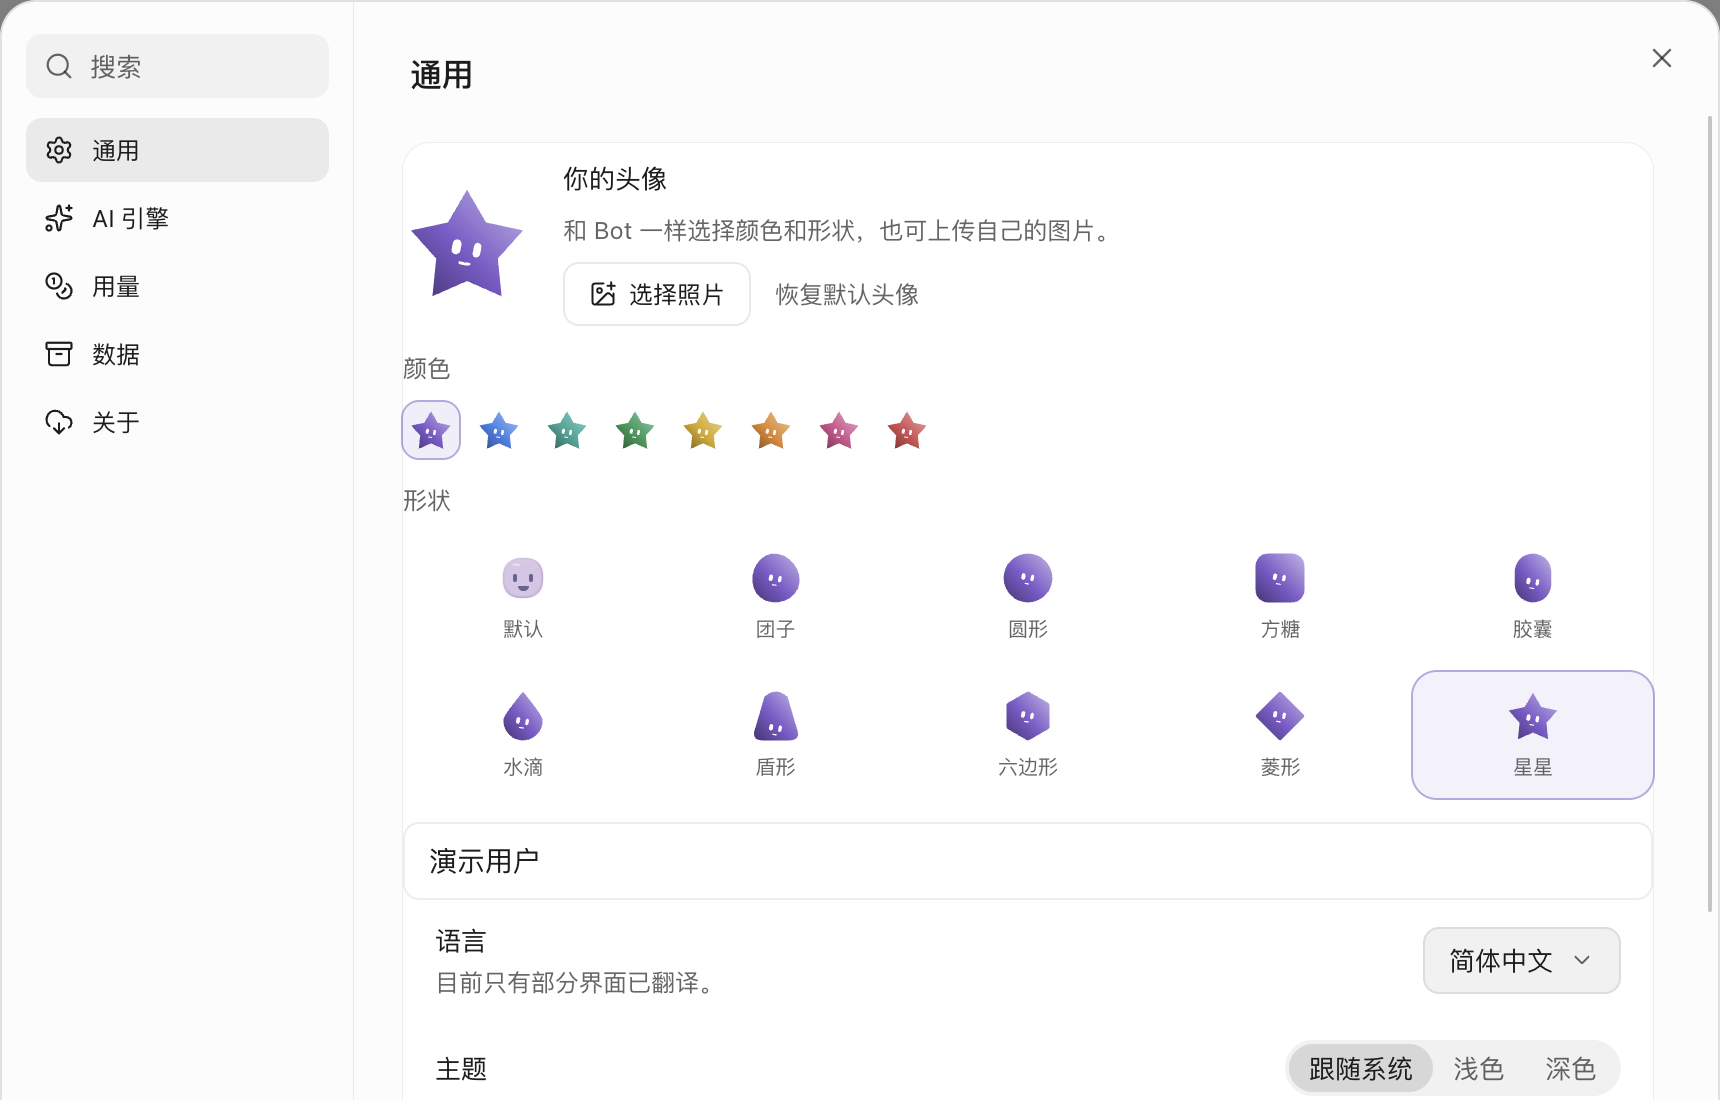 搜索
通用
AI 引擎
用量
数据
关于
通用
你的头像
和 Bot 一样选择颜色和形状，也可上传自己的图片。
选择照片
恢复默认头像
颜色
形状
默认
团子
圆形
方糖
胶囊
水滴
盾形
六边形
菱形
星星
演示用户
语言
目前只有部分界面已翻译。
简体中文
主题
跟随系统
浅色
深色